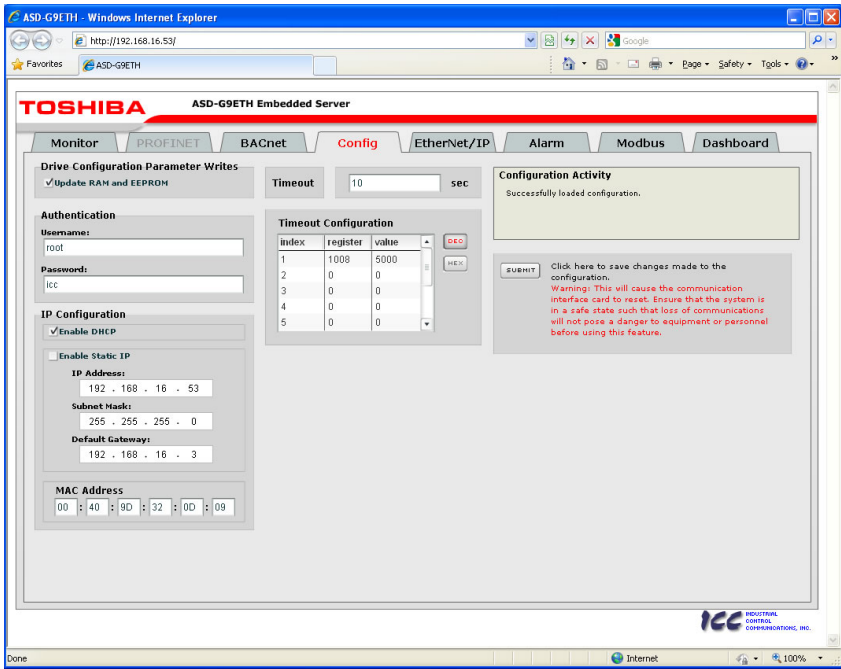 ASD-G9ETH - Windows Internet Explorer
http://192.168.16.53/
Google
Favorites
ASD-G9ETH
Page
Safety
Tools
»
TOSHIBA
ASD-G9ETH Embedded Server
Monitor
PROFINET
BACnet
Config
EtherNet/IP
Alarm
Modbus
Dashboard
Drive Configuration Parameter Writes
Update RAM and EEPROM
Authentication
Username:
root
Password:
icc
IP Configuration
Enable DHCP
Enable Static IP
IP Address:
192 . 168 . 16 . 53
Subnet Mask:
255 . 255 . 255 . 0
Default Gateway:
192 . 168 . 16 . 3
MAC Address
00 : 40 : 9D : 32 : 0D : 09
Timeout 10 sec
Timeout Configuration
index register value
1 1008 5000
2 0 0
3 0 0
4 0 0
5 0 0
DEC
HEX
Configuration Activity
Successfully loaded configuration.
SUBMIT
Click here to save changes made to the
configuration.
Warning: This will cause the communication
interface card to reset. Ensure that the system is
in a safe state such that loss of communications
will not pose a danger to equipment or personnel
before using this feature.
ICC
INDUSTRIAL
CONTROL
COMMUNICATIONS, INC.
Done
Internet
100%